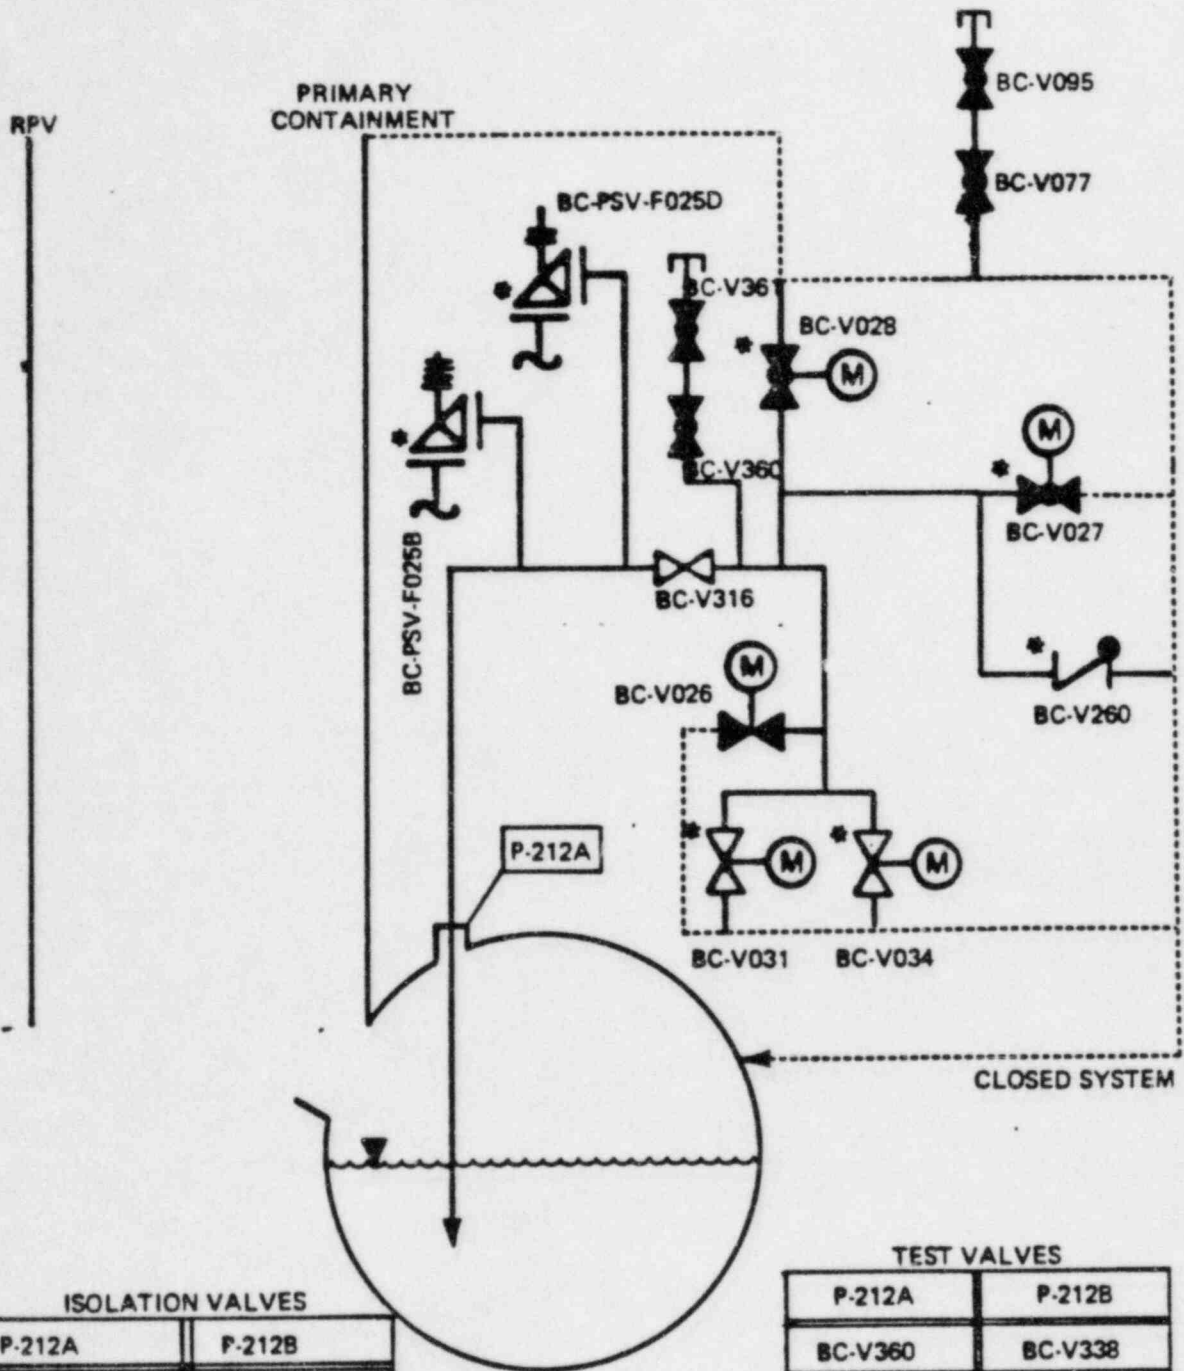 RPV
PRIMARY
CONTAINMENT
BC-V095
BC-V077
BC-PSV-F025D
BC-V361
BC-V028
M
BC-V360
M
BC-V027
BC-PSV-F025B
BC-V316
M
BC-V026
BC-V260
P-212A
M
M
BC-V031
BC-V034
CLOSED SYSTEM
ISOLATION VALVES
P-212A
P-212B
TEST VALVES
P-212A
P-212B
BC-V360
BC-V338